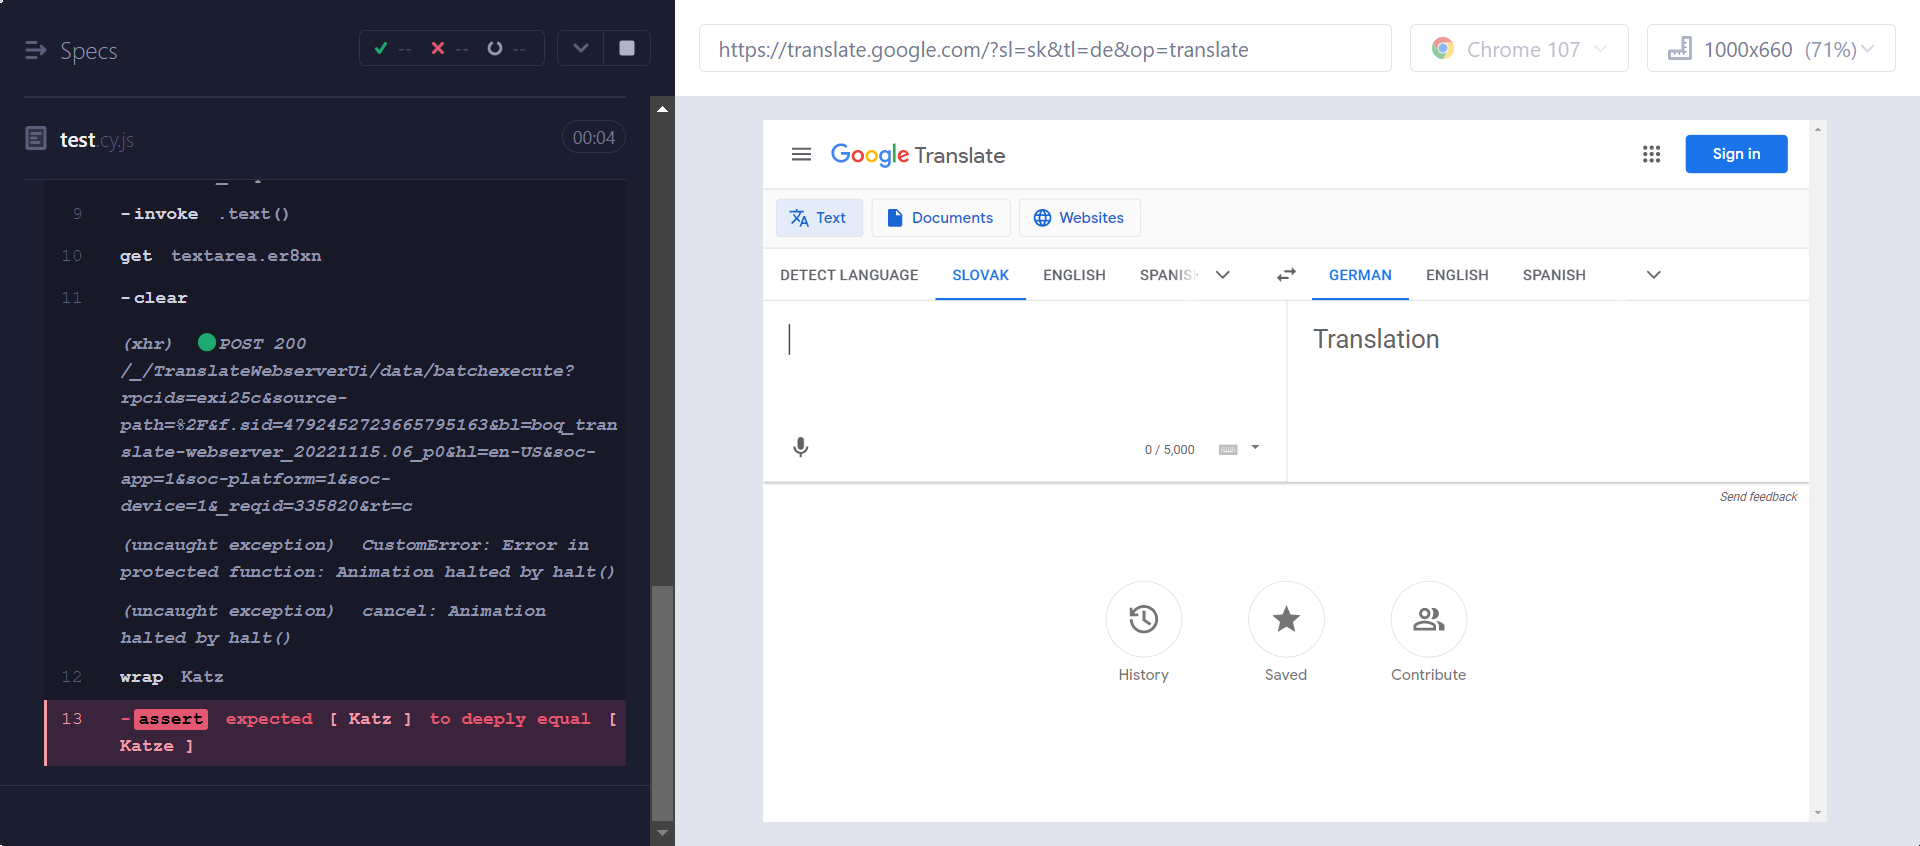 Specs
-- -- --
https://translate.google.com/?sl=sk&tl=de&op=translate
Chrome 107
1000x660 (71%)
test.cy.js
00:04
9 -invoke .text()
10 get textarea.er8xn
11 -clear
(xhr) POST 200
/_/TranslateWebserverUi/data/batchexecute?
rpcids=exi25c&source-
path=%2F&f.sid=4792452723665795163&bl=boq_tran
slate-webserver_20221115.06_p0&hl=en-US&soc-
app=1&soc-platform=1&soc-
device=1&_reqid=335820&rt=c
(uncaught exception) CustomError: Error in
protected function: Animation halted by halt()
(uncaught exception) cancel: Animation
halted by halt()
12 wrap Katz
13 -assert expected [ Katz ] to deeply equal [
Katze ]
Google Translate
Sign in
Text Documents Websites
DETECT LANGUAGE SLOVAK ENGLISH SPANIS
GERMAN ENGLISH SPANISH
Translation
0 / 5,000
Send feedback
History Saved Contribute